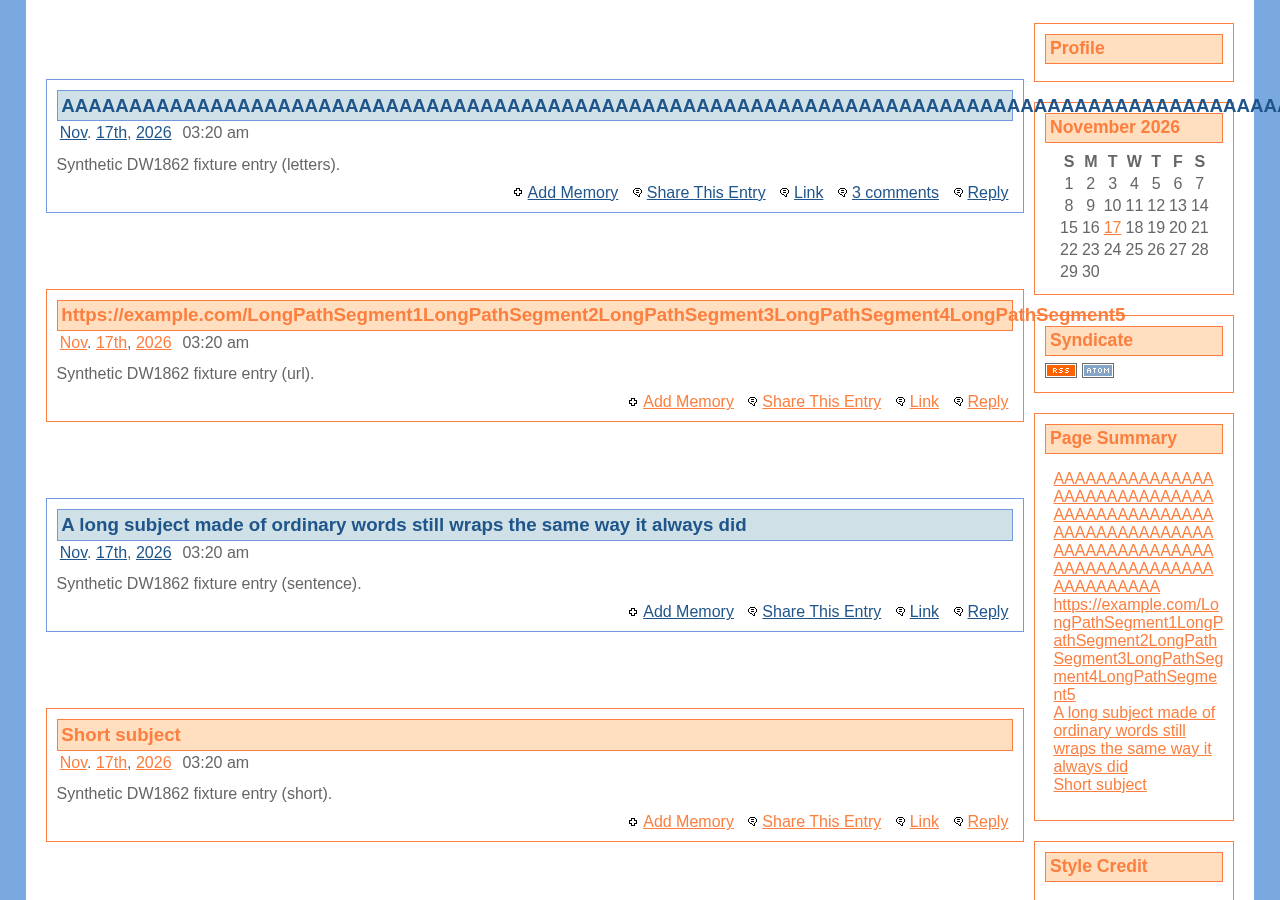 AAAAAAAAAAAAAAAAAAAAAAAAAAAAAAAAAAAAAAAAAAAAAAAAAAAAAAAAAAAAAAAAAAAAAAAAAAAAAAAAAAAAAAAAAAA
Nov. 17th, 2026 03:20 am
Synthetic DW1862 fixture entry (letters).
Add Memory Share This Entry Link 3 comments Reply
https://example.com/LongPathSegment1LongPathSegment2LongPathSegment3LongPathSegment4LongPathSegment5
Nov. 17th, 2026 03:20 am
Synthetic DW1862 fixture entry (url).
Add Memory Share This Entry Link Reply
A long subject made of ordinary words still wraps the same way it always did
Nov. 17th, 2026 03:20 am
Synthetic DW1862 fixture entry (sentence).
Add Memory Share This Entry Link Reply
Short subject
Nov. 17th, 2026 03:20 am
Synthetic DW1862 fixture entry (short).
Add Memory Share This Entry Link Reply
Profile
November 2026
S M T W T F S
1 2 3 4 5 6 7
8 9 10 11 12 13 14
15 16 17 18 19 20 21
22 23 24 25 26 27 28
29 30
Syndicate
RSS ATOM
Page Summary
AAAAAAAAAAAAAAA
AAAAAAAAAAAAAAA
AAAAAAAAAAAAAAA
AAAAAAAAAAAAAAA
AAAAAAAAAAAAAAA
AAAAAAAAAAAAAAA
AAAAAAAAAA
https://example.com/Lo
ngPathSegment1LongP
athSegment2LongPath
Segment3LongPathSeg
ment4LongPathSegme
nt5
A long subject made of
ordinary words still
wraps the same way it
always did
Short subject
Style Credit